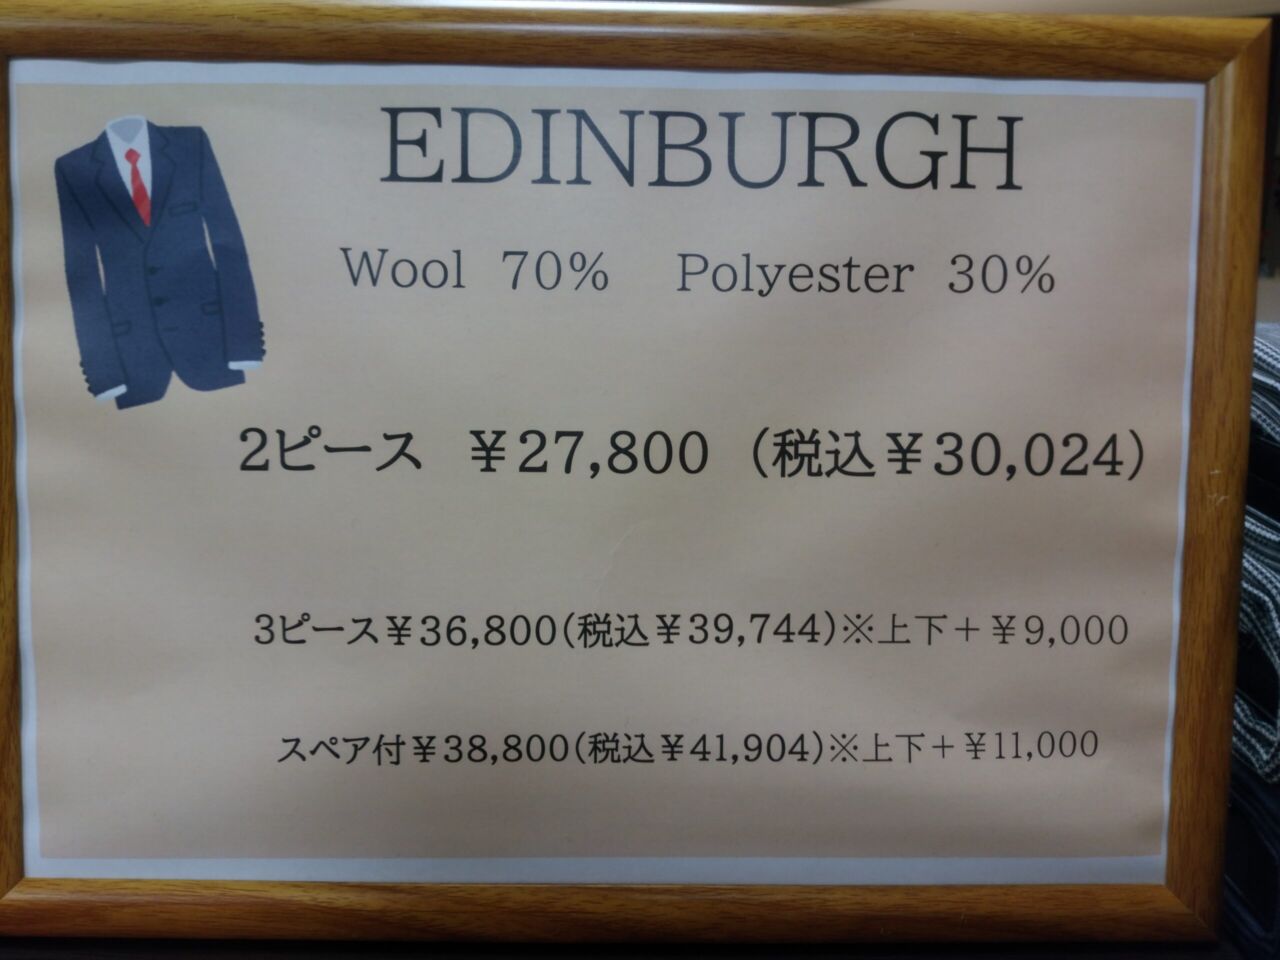 EDINBURGH
Wool 70% Polyester 30%
2ピース ￥27,800 (税込￥30,024)
3ピース￥36,800(税込￥39,744)※上下＋￥9,000
スペア付￥38,800(税込￥41,904)※上下＋￥11,000